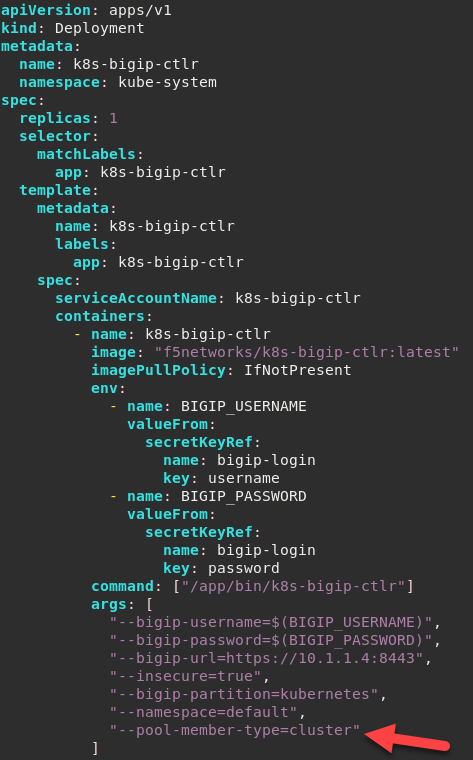 apiVersion: apps/v1
kind: Deployment
metadata:
  name: k8s-bigip-ctlr
  namespace: kube-system
spec:
  replicas: 1
  selector:
    matchLabels:
      app: k8s-bigip-ctlr
  template:
    metadata:
      name: k8s-bigip-ctlr
      labels:
        app: k8s-bigip-ctlr
    spec:
      serviceAccountName: k8s-bigip-ctlr
      containers:
        - name: k8s-bigip-ctlr
          image: "f5networks/k8s-bigip-ctlr:latest"
          imagePullPolicy: IfNotPresent
          env:
            - name: BIGIP_USERNAME
              valueFrom:
                secretKeyRef:
                  name: bigip-login
                  key: username
            - name: BIGIP_PASSWORD
              valueFrom:
                secretKeyRef:
                  name: bigip-login
                  key: password
          command: ["/app/bin/k8s-bigip-ctlr"]
          args: [
            "--bigip-username=$(BIGIP_USERNAME)",
            "--bigip-password=$(BIGIP_PASSWORD)",
            "--bigip-url=https://10.1.1.4:8443",
            "--insecure=true",
            "--bigip-partition=kubernetes",
            "--namespace=default",
            "--pool-member-type=cluster"
          ]